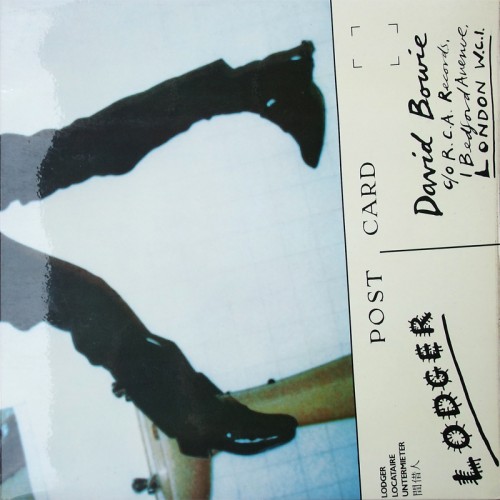 POST CARD
David Bowie
c/o R.C.A. Records,
1 Bedford Avenue,
LONDON W.C.1.
LODGER
LODGER
LOCATAIRE
UNTERMIETER
間借人